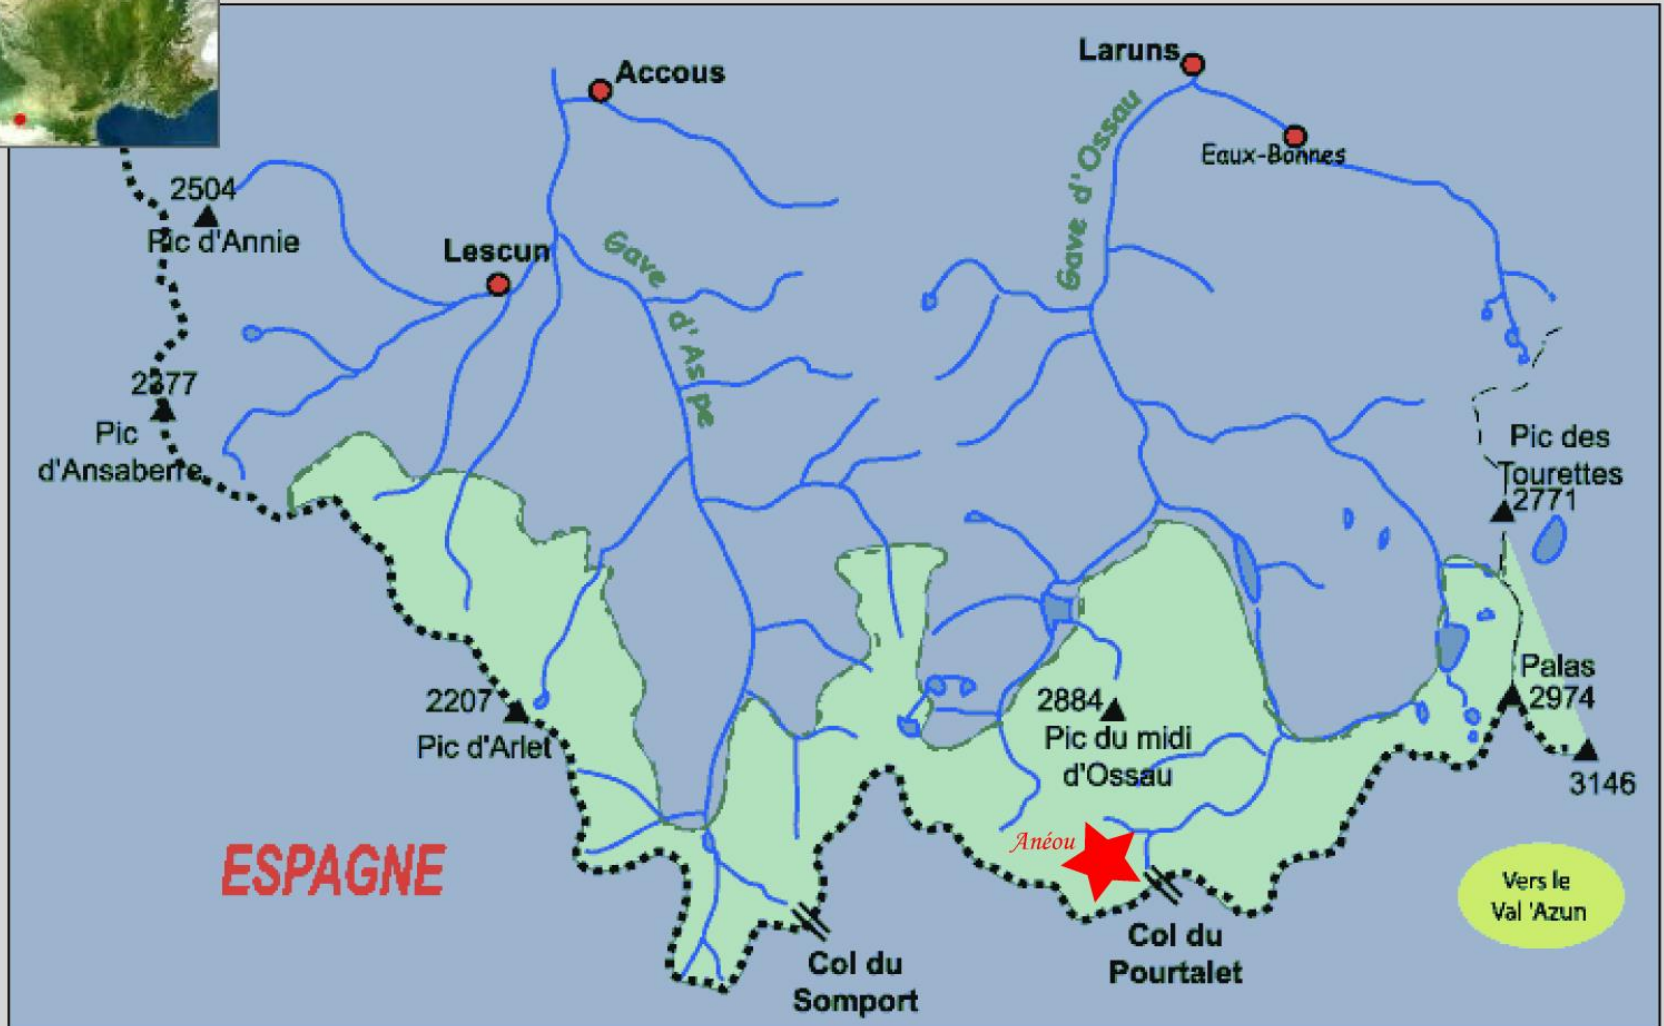 Accous
Laruns
Gave d'Ossau
Eaux-Bonnes
2504
Pic d'Annie
Lescun
Gave
d'Aspe
2377
Pic
d'Ansaberre
Pic des
Tourettes
2771
2207
Pic d'Arlet
2884
Pic du midi
d'Ossau
Palas
2974
3146
Anéou
ESPAGNE
Vers le
Val 'Azun
Col du
Pourtalet
Col du
Somport